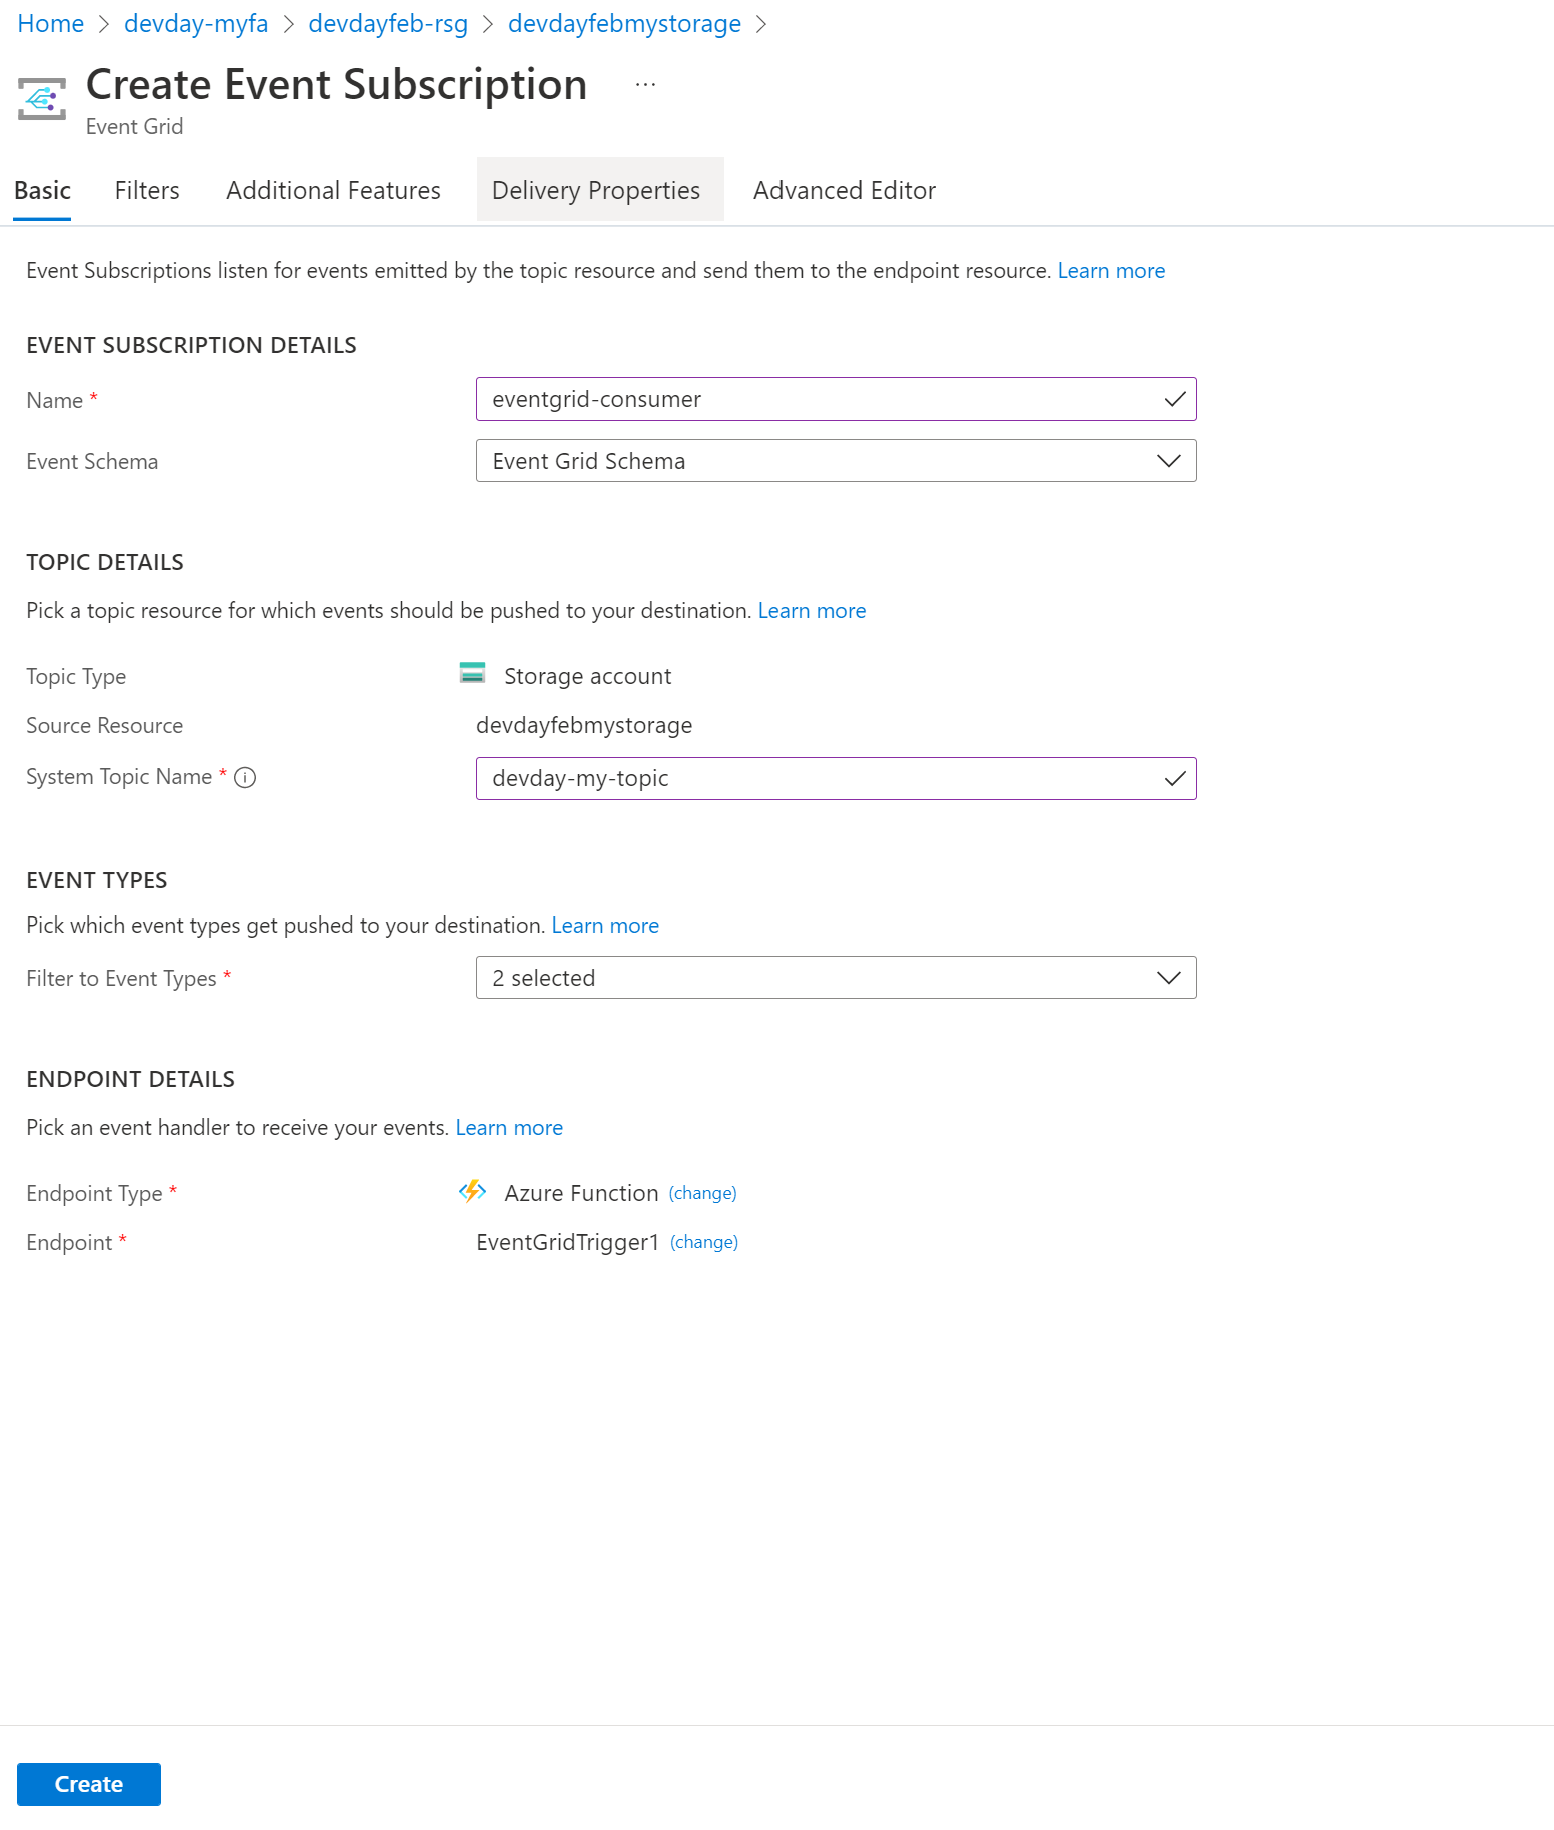 Home > devday-myfa > devdayfeb-rsg > devdayfebmystorage >
Create Event Subscription ...
Event Grid
Basic Filters Additional Features Delivery Properties Advanced Editor
Event Subscriptions listen for events emitted by the topic resource and send them to the endpoint resource. Learn more
EVENT SUBSCRIPTION DETAILS
Name * eventgrid-consumer
Event Schema Event Grid Schema
TOPIC DETAILS
Pick a topic resource for which events should be pushed to your destination. Learn more
Topic Type Storage account
Source Resource devdayfebmystorage
System Topic Name * devday-my-topic
EVENT TYPES
Pick which event types get pushed to your destination. Learn more
Filter to Event Types * 2 selected
ENDPOINT DETAILS
Pick an event handler to receive your events. Learn more
Endpoint Type * Azure Function (change)
Endpoint * EventGridTrigger1 (change)
Create